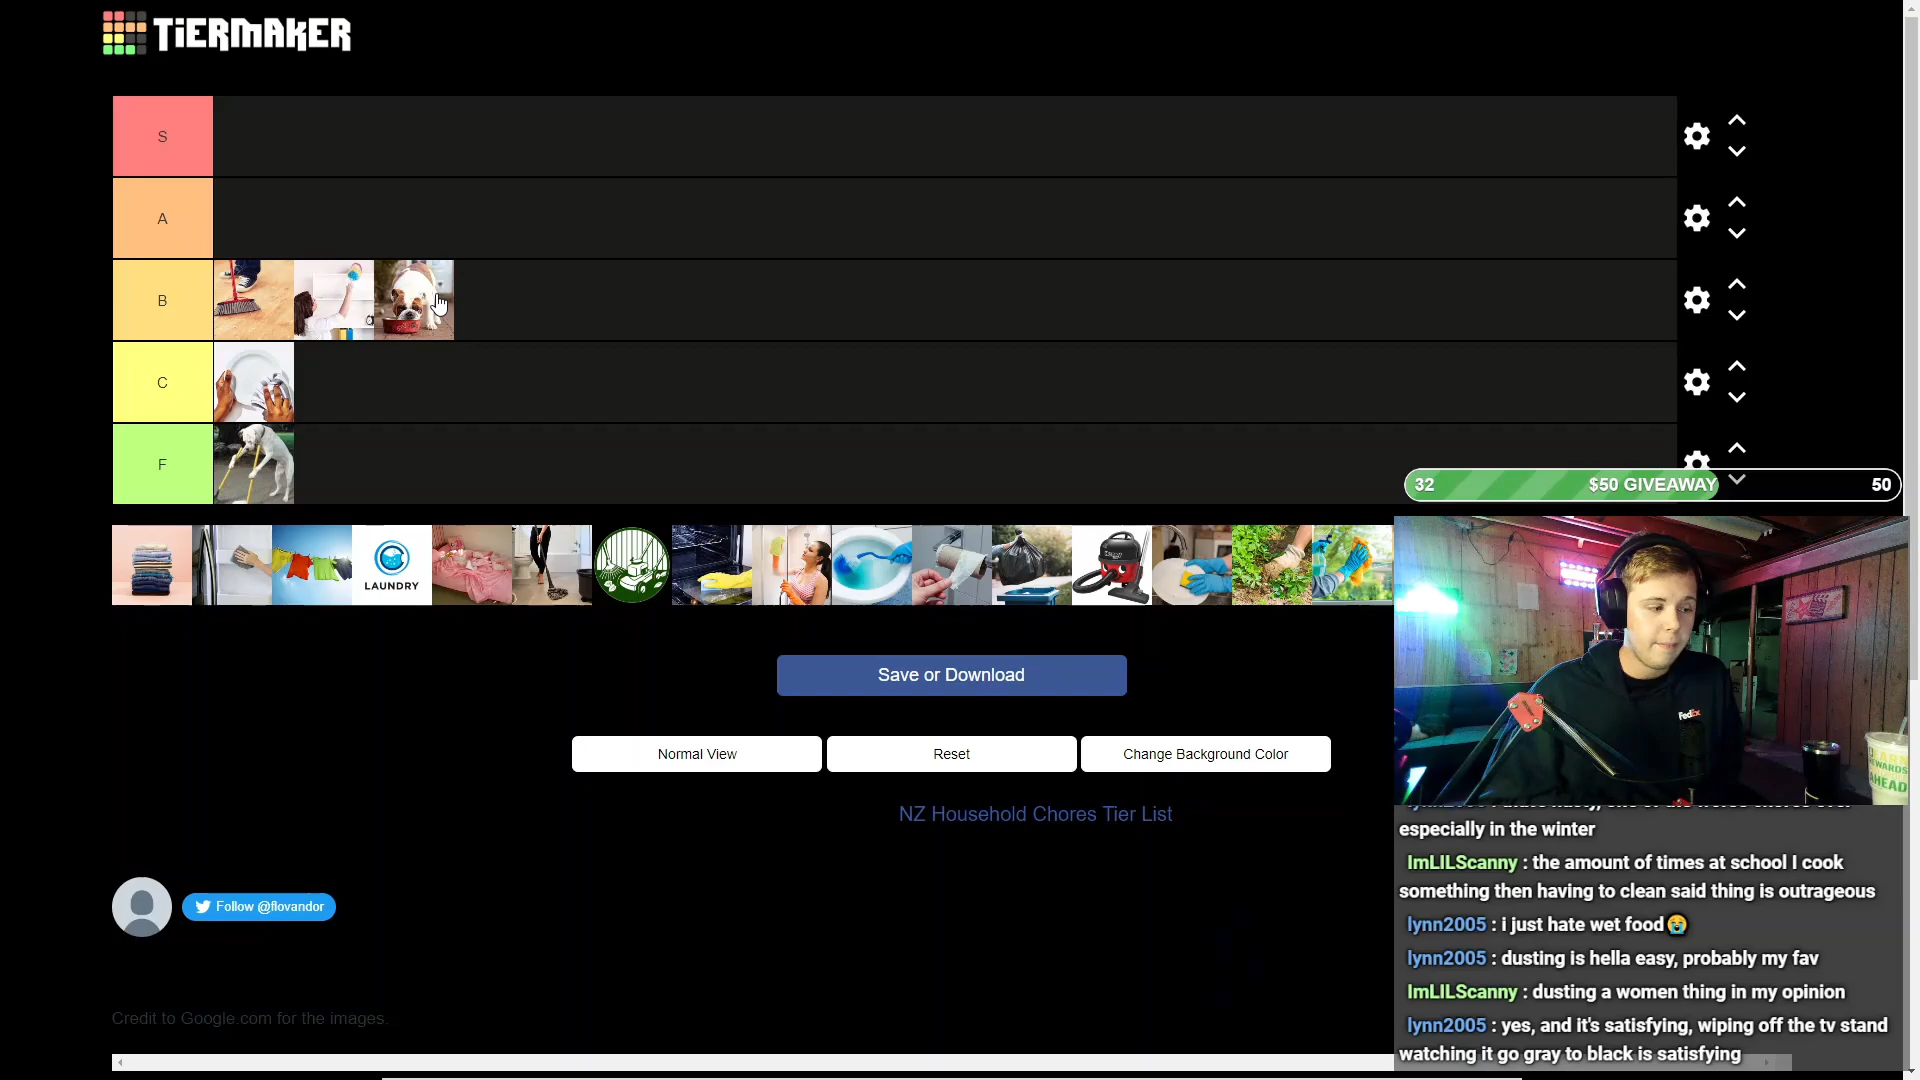 TiERMAKER
S
A
B
C
F
32 $50 GIVEAWAY 50
LAUNDRY
Save or Download
Normal View
Reset
Change Background Color
NZ Household Chores Tier List
Follow @flovandor
Credit to Google.com for the images.
FedEx
REWARDS
AHEAD
especially in the winter
ImLILScanny : the amount of times at school I cook
something then having to clean said thing is outrageous
lynn2005 : i just hate wet food😭
lynn2005 : dusting is hella easy, probably my fav
ImLILScanny : dusting a women thing in my opinion
lynn2005 : yes, and it's satisfying, wiping off the tv stand
watching it go gray to black is satisfying